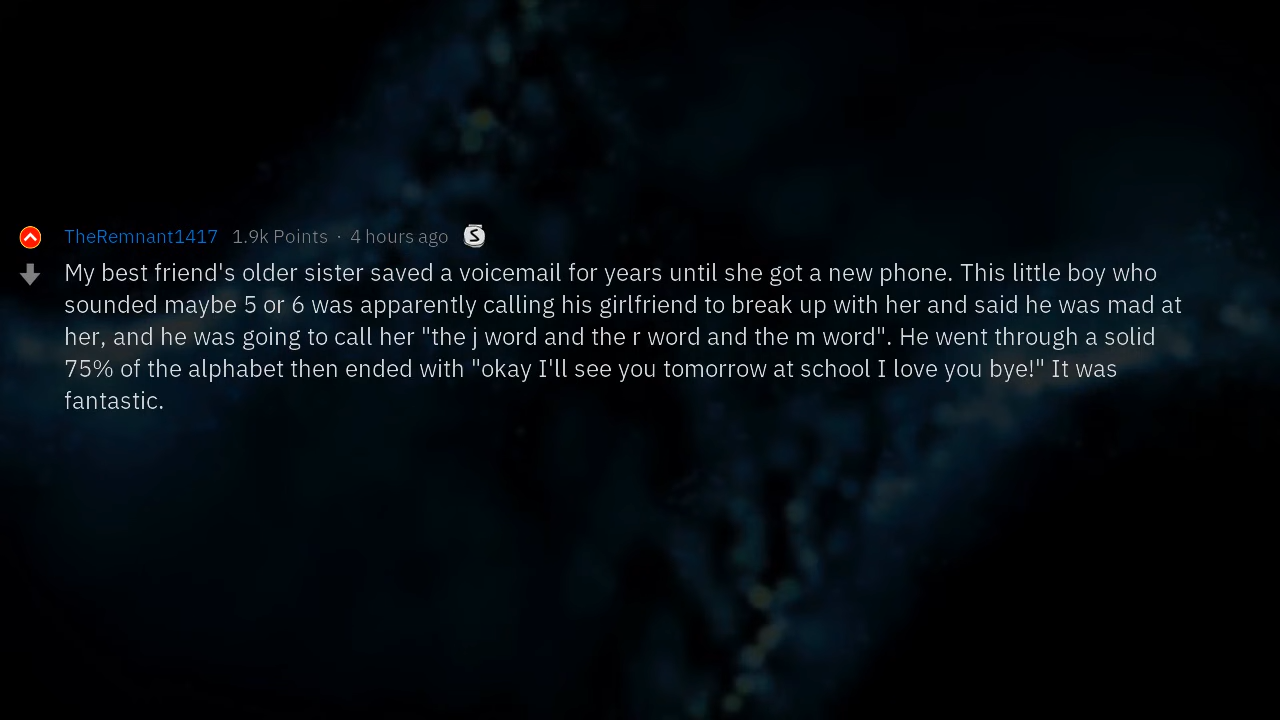 TheRemnant1417 1.9k Points · 4 hours ago S
My best friend's older sister saved a voicemail for years until she got a new phone. This little boy who
sounded maybe 5 or 6 was apparently calling his girlfriend to break up with her and said he was mad at
her, and he was going to call her "the j word and the r word and the m word". He went through a solid
75% of the alphabet then ended with "okay I'll see you tomorrow at school I love you bye!" It was
fantastic.